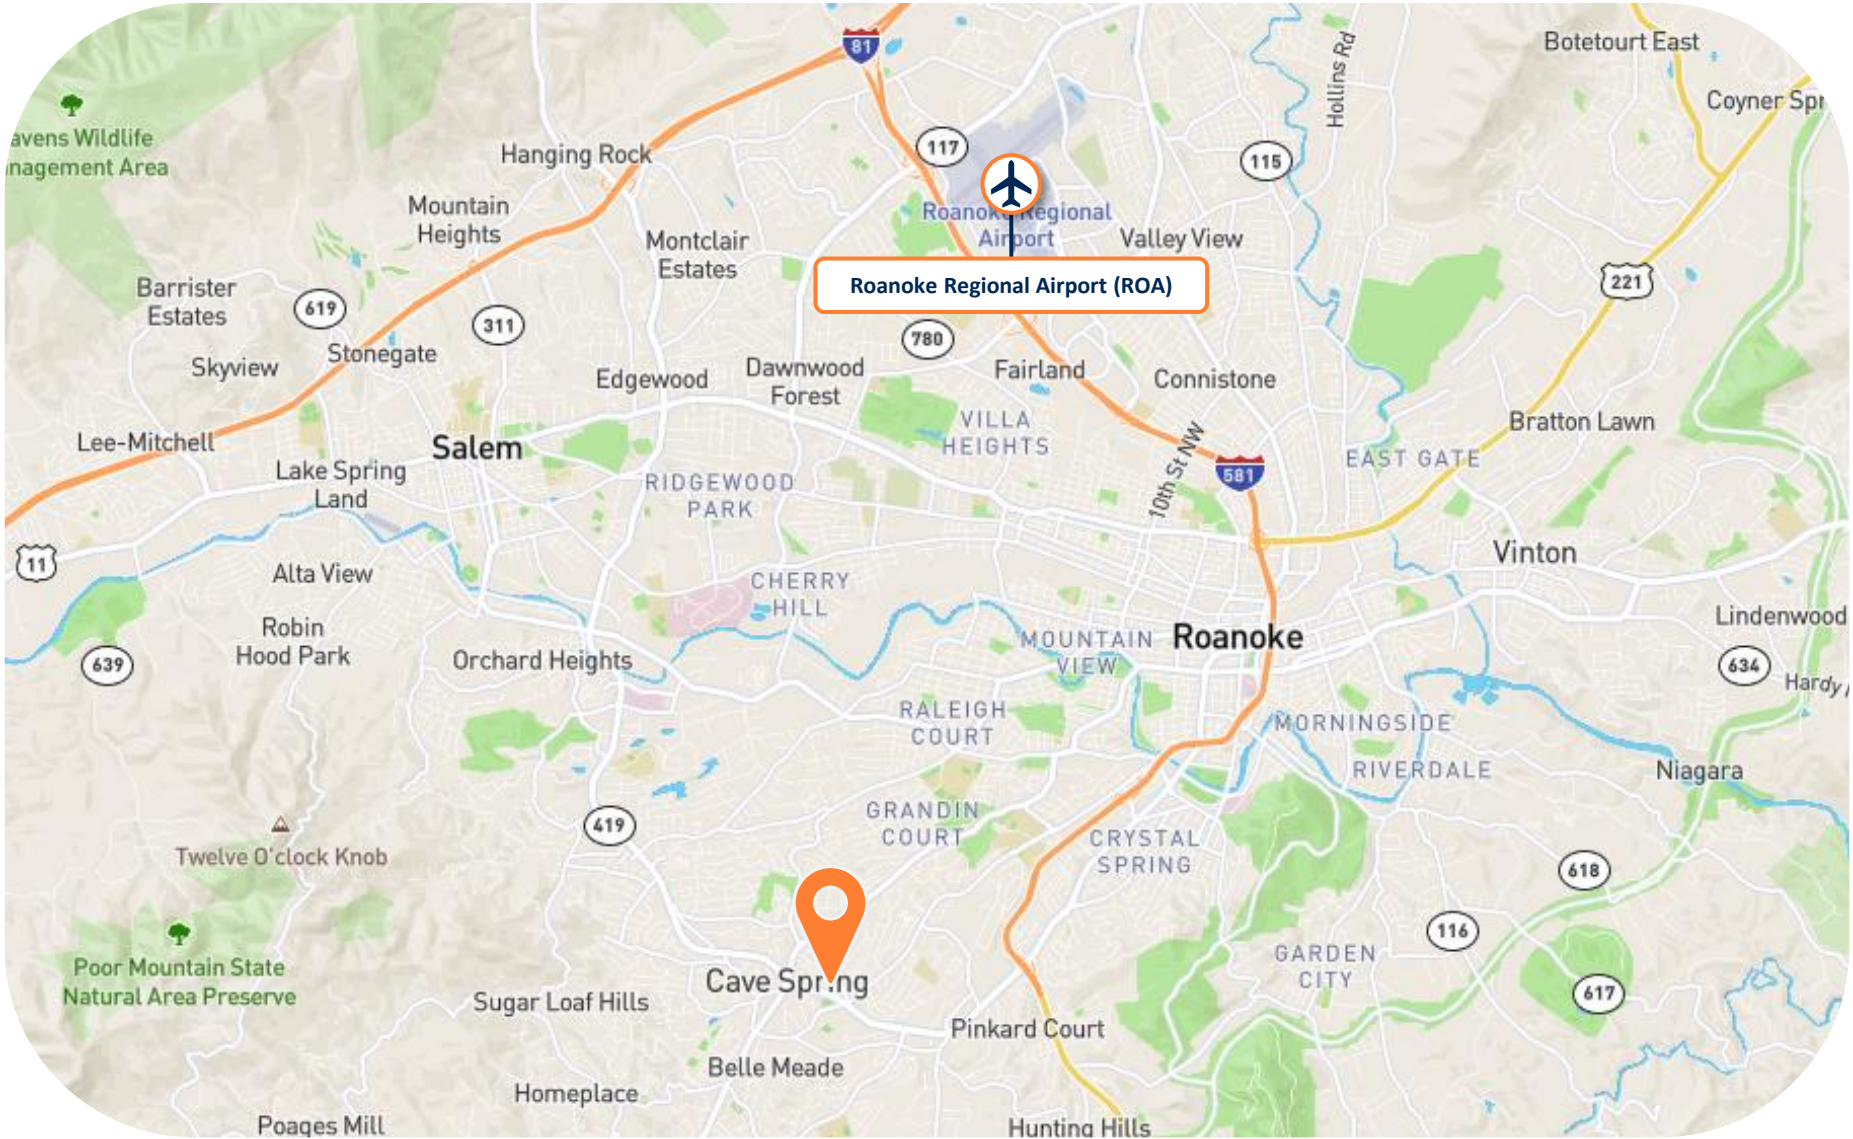 81
Botetourt East
Hollins Rd
Coyner Spr
avens Wildlife
nagement Area
Hanging Rock
117
115
Mountain
Heights
Roanoke Regional
Airport
Montclair
Estates
Valley View
Roanoke Regional Airport (ROA)
221
Barrister
Estates
619
311
780
Skyview
Stonegate
Edgewood
Dawnwood
Forest
Fairland
Connistone
Lee-Mitchell
Salem
VILLA
HEIGHTS
10th St NW
Bratton Lawn
EAST GATE
Lake Spring
Land
RIDGEWOOD
PARK
581
11
Alta View
CHERRY
HILL
Vinton
Robin
Hood Park
639
Orchard Heights
MOUNTAIN
VIEW
Roanoke
Lindenwood
634
Hardy
RALEIGH
COURT
MORNINGSIDE
RIVERDALE
Niagara
419
GRANDIN
COURT
CRYSTAL
SPRING
Twelve O'clock Knob
618
116
Poor Mountain State
Natural Area Preserve
Cave Spring
GARDEN
CITY
617
Sugar Loaf Hills
Pinkard Court
Belle Meade
Homeplace
Poages Mill
Hunting Hills